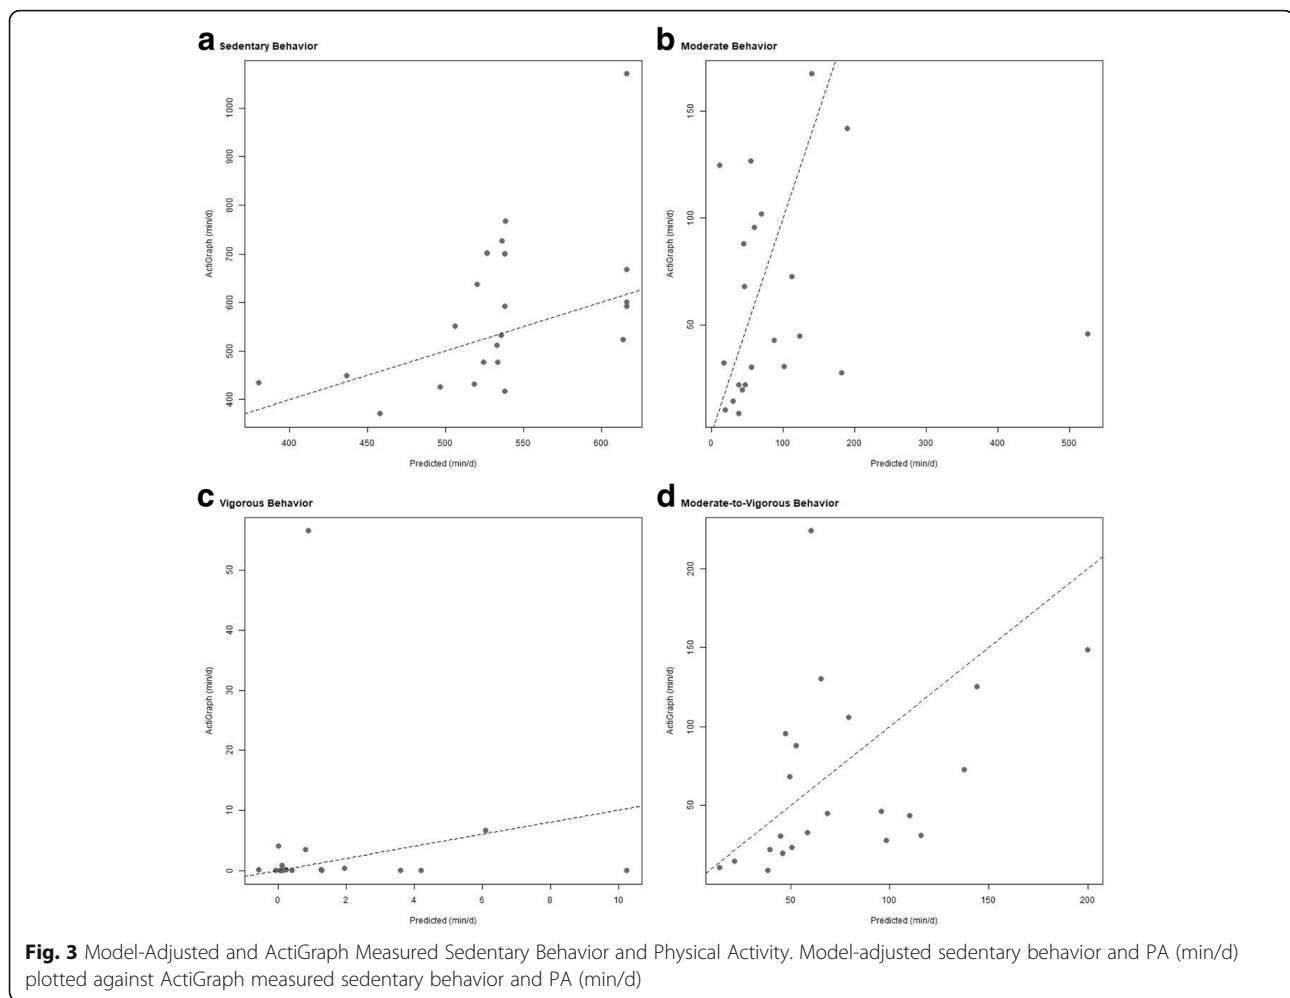 a Sedentary Behavior
1000
900
800
700
600
500
400
ActiGraph (min/d)
400 450 500 550 600
Predicted (min/d)
b Moderate Behavior
150
100
50
ActiGraph (min/d)
0 100 200 300 400 500
Predicted (min/d)
c Vigorous Behavior
50
40
30
20
10
0
ActiGraph (min/d)
0 2 4 6 8 10
Predicted (min/d)
d Moderate-to-Vigorous Behavior
200
150
100
50
ActiGraph (min/d)
50 100 150 200
Predicted (min/d)
Fig. 3 Model-Adjusted and ActiGraph Measured Sedentary Behavior and Physical Activity. Model-adjusted sedentary behavior and PA (min/d)
plotted against ActiGraph measured sedentary behavior and PA (min/d)